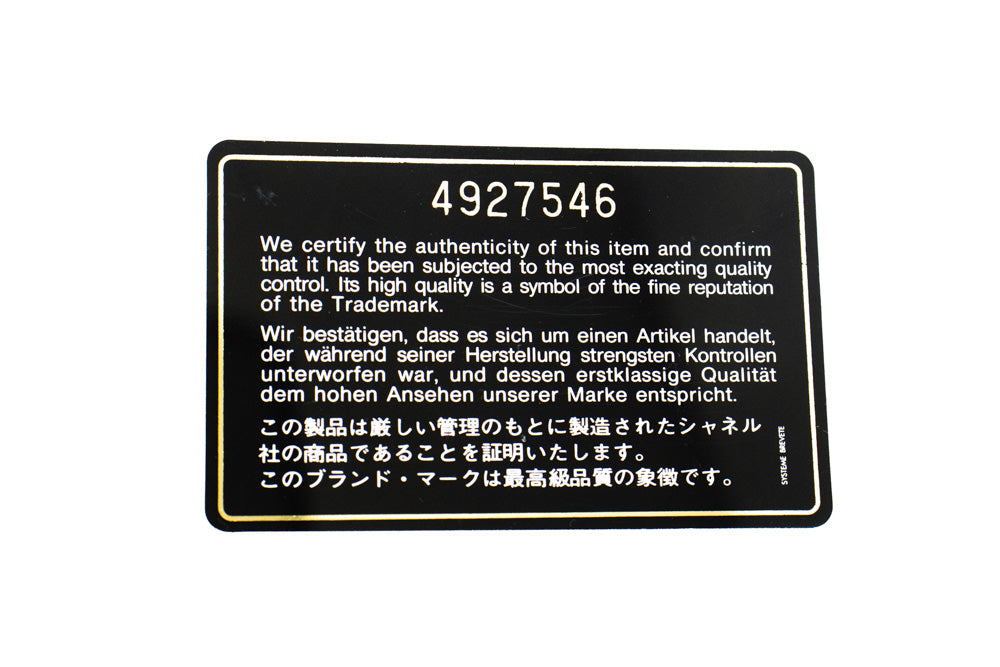 4927546
We certify the authenticity of this item and confirm
that it has been subjected to the most exacting quality
control. Its high quality is a symbol of the fine reputation
of the Trademark.
Wir bestätigen, dass es sich um einen Artikel handelt,
der während seiner Herstellung strengsten Kontrollen
unterworfen war, und dessen erstklassige Qualität
dem hohen Ansehen unserer Marke entspricht.
この製品は厳しい管理のもとに製造されたシャネル
社の商品であることを証明いたします。
このブランド・マークは最高級品質の象徴です。
SYSTEME BREVETE